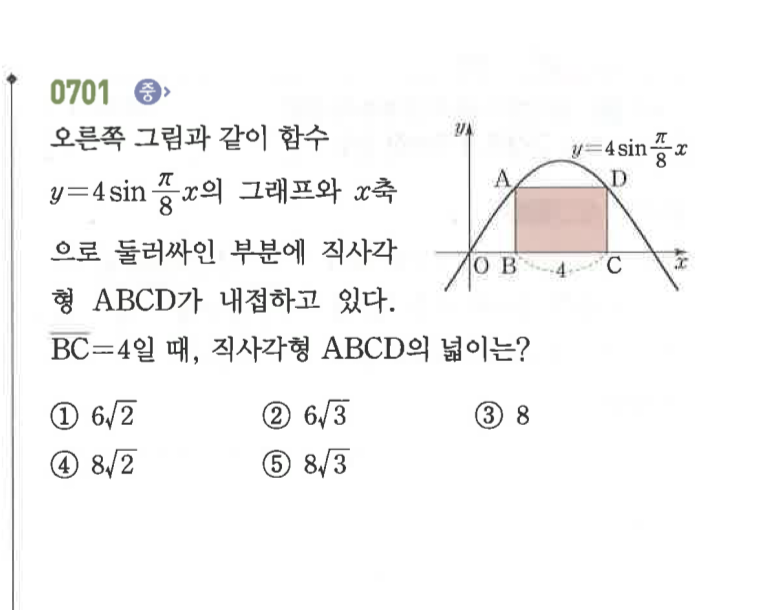 0701 중
오른쪽 그림과 같이 함수
y=4 sin π/8 x의 그래프와 x축
으로 둘러싸인 부분에 직사각
형 ABCD가 내접하고 있다.
BC=4일 때, 직사각형 ABCD의 넓이는?
y
y=4 sin π/8 x
A
D
O
B
4
C
x
① 6√2 ② 6√3 ③ 8
④ 8√2 ⑤ 8√3